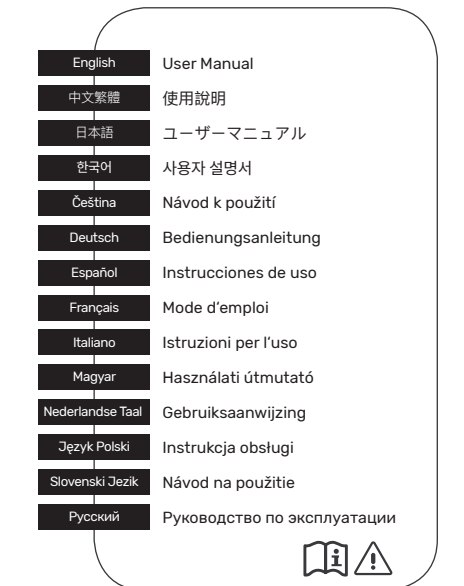 English User Manual
中文繁體 使用說明
日本語 ユーザーマニュアル
한국어 사용자 설명서
Čeština Návod k použití
Deutsch Bedienungsanleitung
Español Instrucciones de uso
Français Mode d'emploi
Italiano Istruzioni per l'uso
Magyar Használati útmutató
Nederlandse Taal Gebruiksaanwijzing
Język Polski Instrukcja obsługi
Slovenski Jezik Návod na použitie
Русский Руководство по эксплуатации